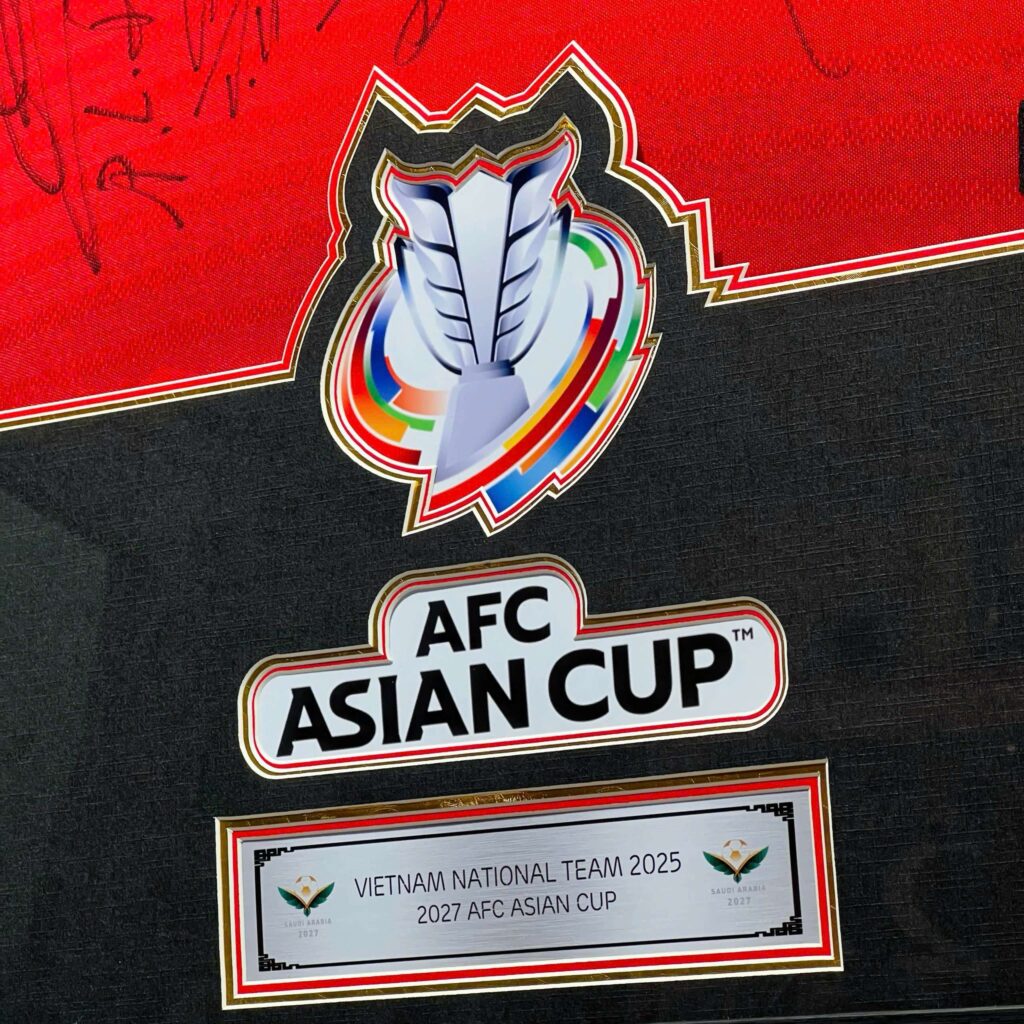 AFC
ASIAN CUP™
VIETNAM NATIONAL TEAM 2025
2027 AFC ASIAN CUP
SAUDI ARABIA
2027
SAUDI ARABIA
2027